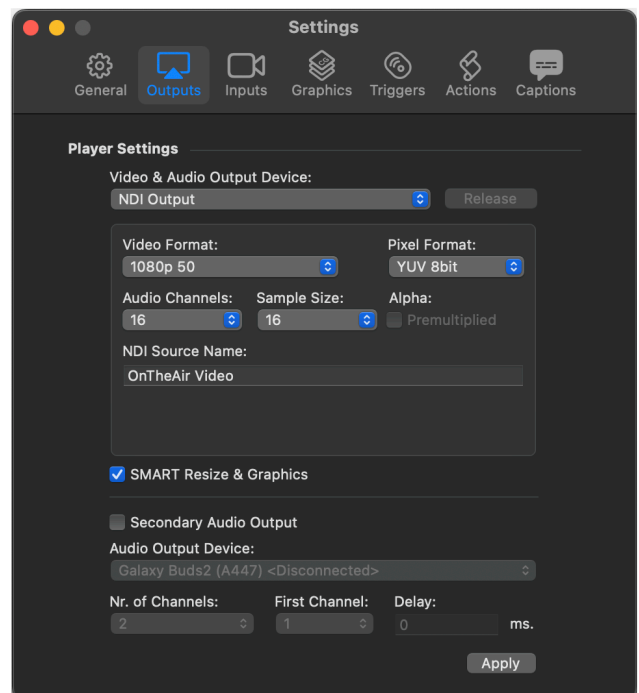 Settings
General Outputs Inputs Graphics Triggers Actions Captions
Player Settings
Video & Audio Output Device:
NDI Output Release
Video Format: Pixel Format:
1080p 50 YUV 8bit
Audio Channels: Sample Size: Alpha:
16 16 Premultiplied
NDI Source Name:
OnTheAir Video
SMART Resize & Graphics
Secondary Audio Output
Audio Output Device:
Galaxy Buds2 (A447) <Disconnected>
Nr. of Channels: First Channel: Delay:
2 1 0 ms.
Apply